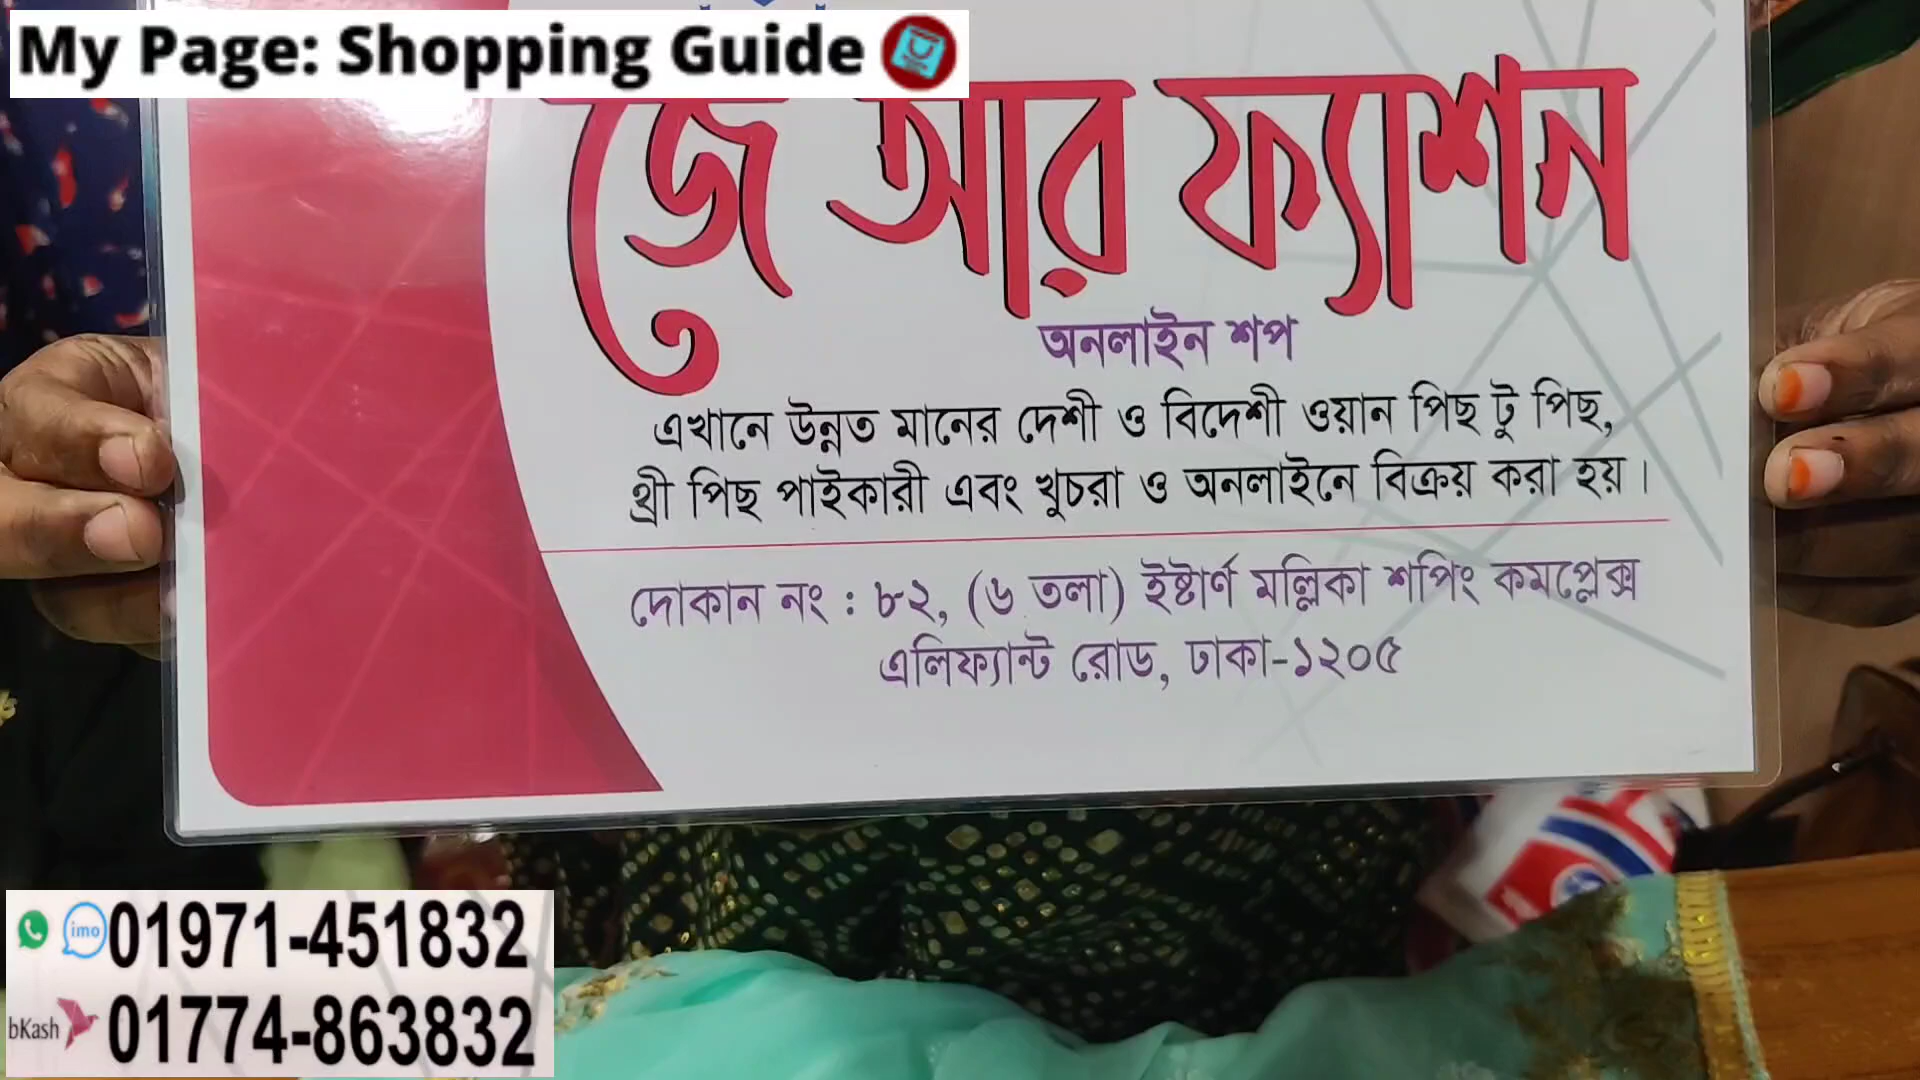 My Page: Shopping Guide
জে আর ফ্যাশন
অনলাইন শপ
এখানে উন্নত মানের দেশী ও বিদেশী ওয়ান পিছ টু পিছ,
থ্রী পিছ পাইকারী এবং খুচরা ও অনলাইনে বিক্রয় করা হয়।
দোকান নং : ৮২, (৬ তলা) ইষ্টার্ণ মল্লিকা শপিং কমপ্লেক্স
এলিফ্যান্ট রোড, ঢাকা-১২০৫
imo 01971-451832
bKash 01774-863832